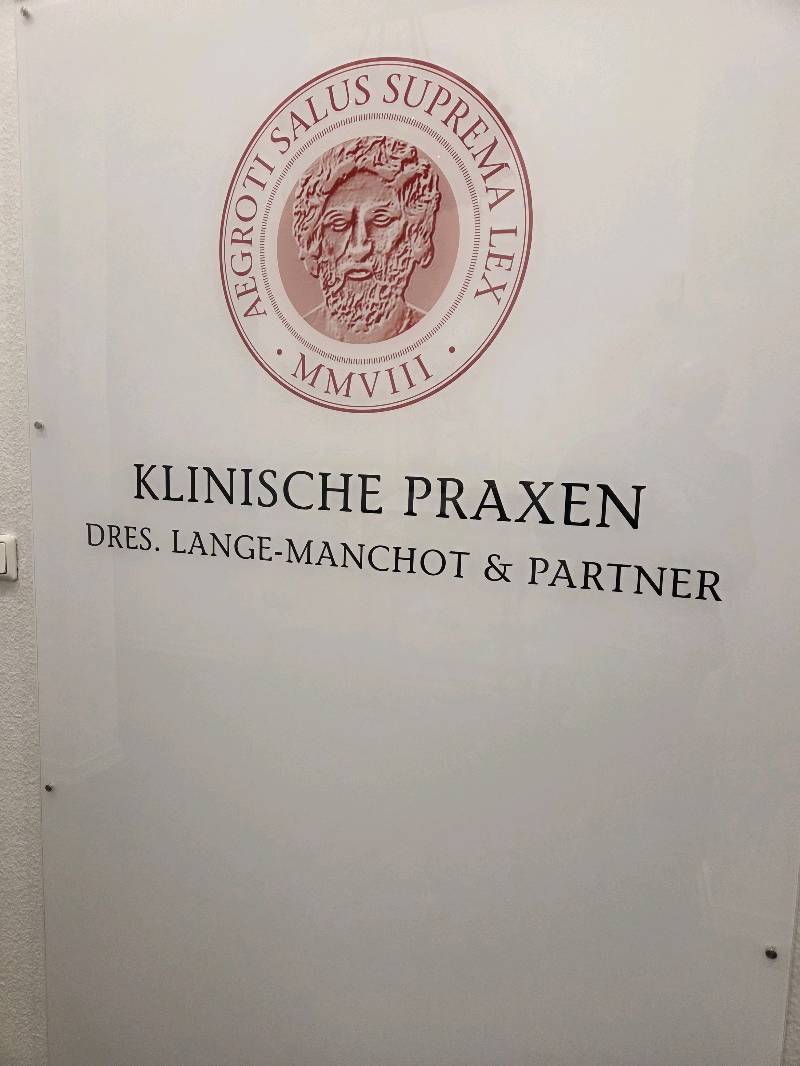 AEGROTI SALUS SUPREMA LEX
· MMVIII ·
KLINISCHE PRAXEN
DRES. LANGE-MANCHOT & PARTNER